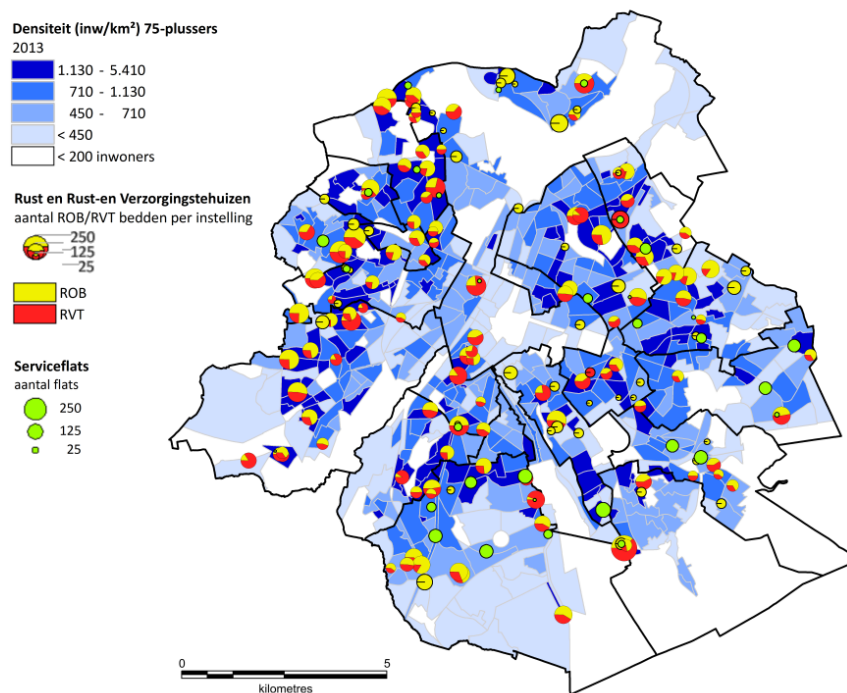 Densiteit (inw/km²) 75-plussers
2013
1.130 - 5.410
710 - 1.130
450 - 710
< 450
< 200 inwoners
Rust en Rust-en Verzorgingstehuizen
aantal ROB/RVT bedden per instelling
250
125
25
ROB
RVT
Serviceflats
aantal flats
250
125
25
0 5
kilometres